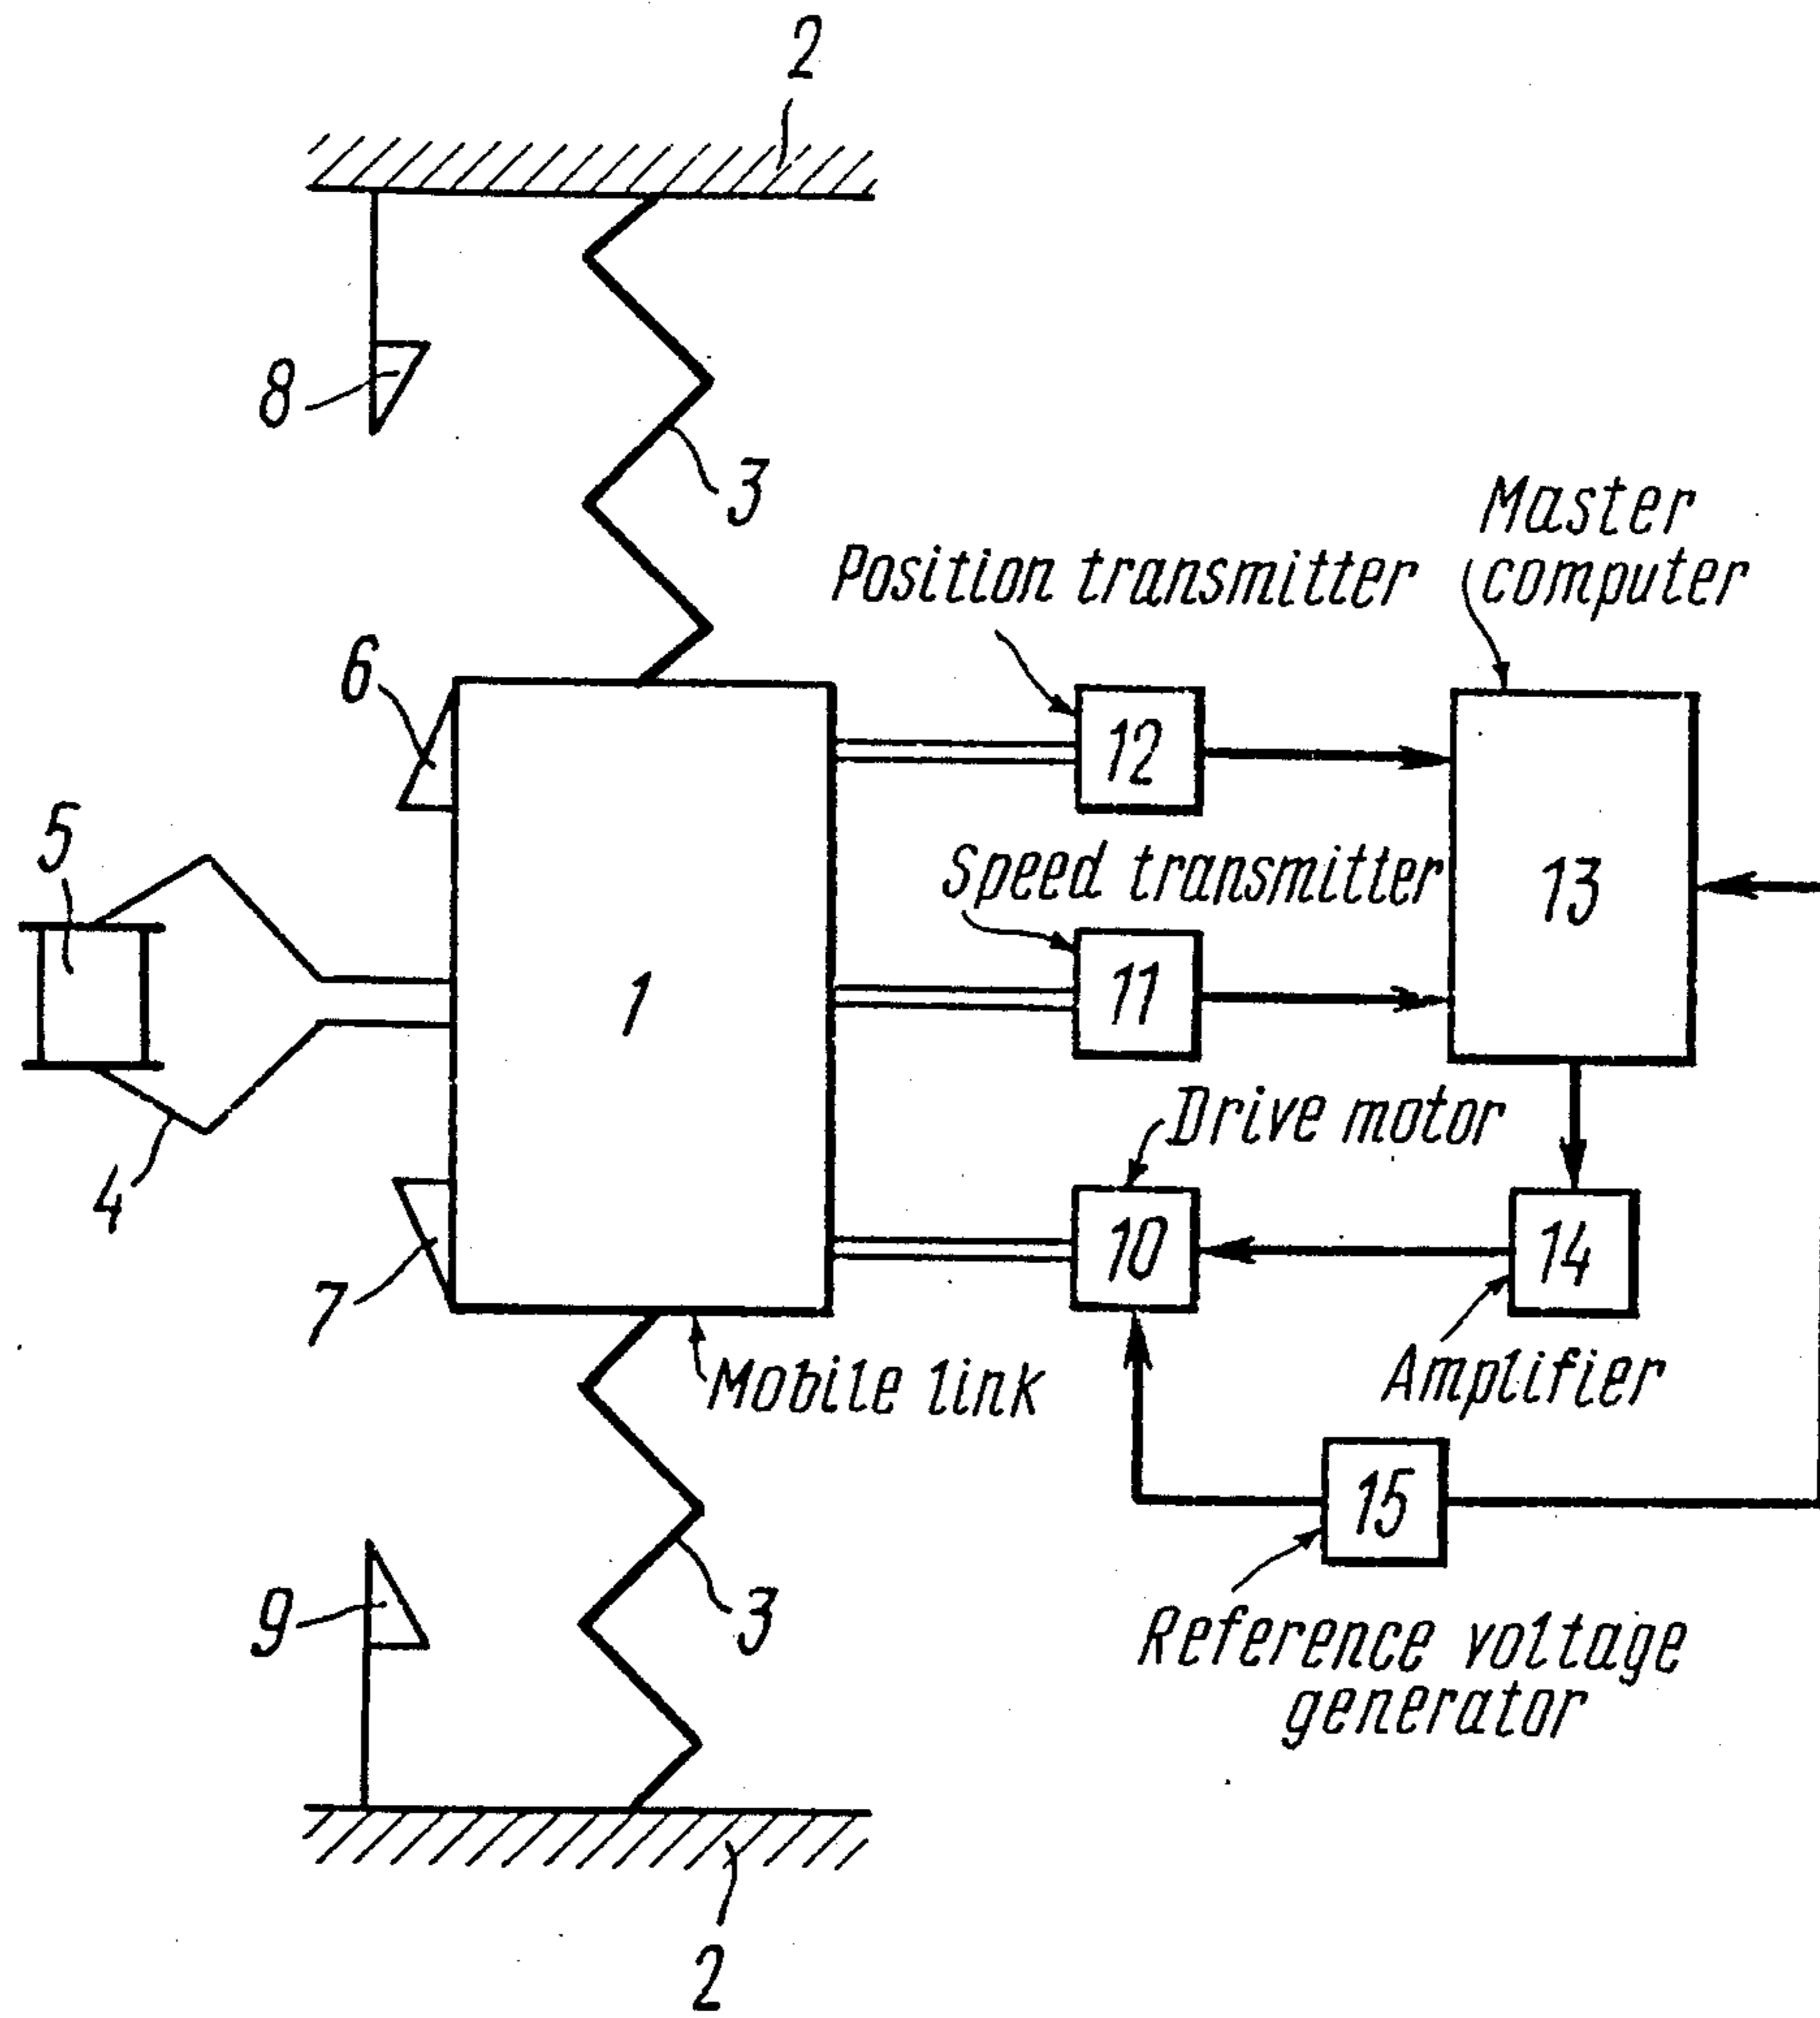 2
8
3
Master
computer
Position transmitter
6
12
5
Speed transmitter
13
1
11
4
Drive motor
7
10
14
Mobile link
Amplifier
15
9
3
Reference voltage
generator
2